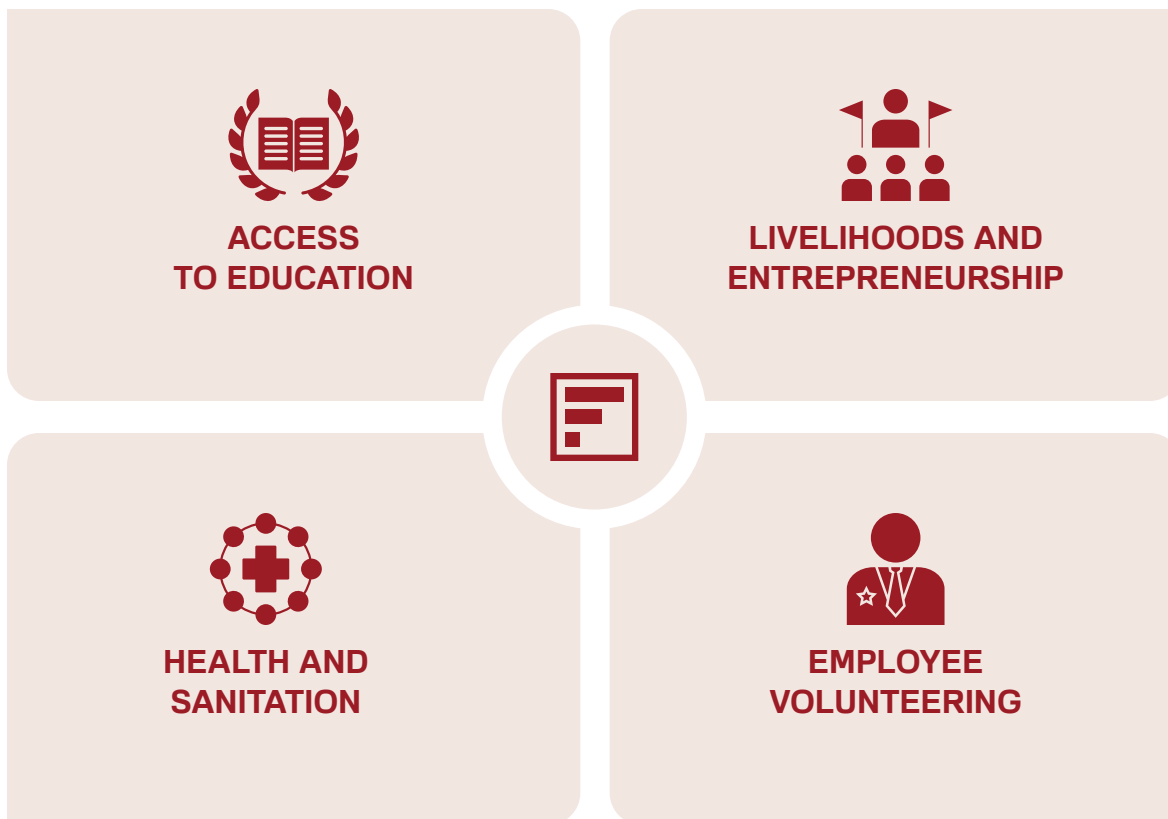 ACCESS
TO EDUCATION
LIVELIHOODS AND
ENTREPRENEURSHIP
HEALTH AND
SANITATION
EMPLOYEE
VOLUNTEERING